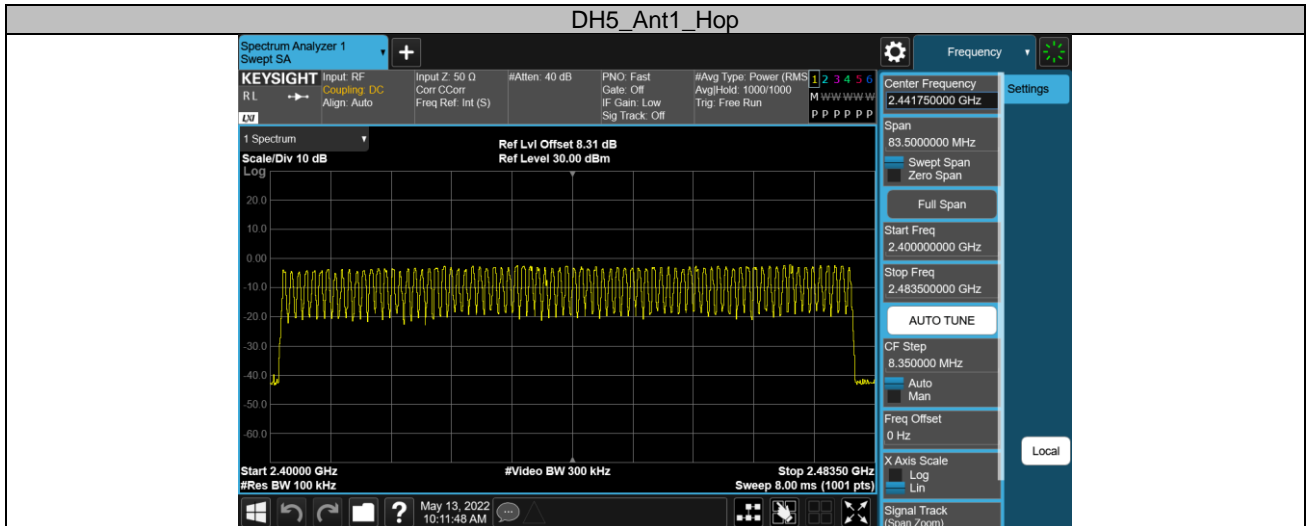 DH5_Ant1_Hop
Spectrum Analyzer 1
Swept SA
Frequency
KEYSIGHT
RL
LXI
Input: RF
Coupling: DC
Align: Auto
Input Z: 50 Ω
Corr CCorr
Freq Ref: Int (S)
#Atten: 40 dB
PNO: Fast
Gate: Off
IF Gain: Low
Sig Track: Off
#Avg Type: Power (RMS
Avg|Hold: 1000/1000
Trig: Free Run
1 2 3 4 5 6
M W W W W W
P P P P P P
1 Spectrum
Scale/Div 10 dB
Ref Lvl Offset 8.31 dB
Ref Level 30.00 dBm
Log
20.0
10.0
0.00
-10.0
-20.0
-30.0
-40.0
-50.0
-60.0
Start 2.40000 GHz
#Res BW 100 kHz
#Video BW 300 kHz
Stop 2.48350 GHz
Sweep 8.00 ms (1001 pts)
Center Frequency
2.441750000 GHz
Settings
Span
83.5000000 MHz
Swept Span
Zero Span
Full Span
Start Freq
2.400000000 GHz
Stop Freq
2.483500000 GHz
AUTO TUNE
CF Step
8.350000 MHz
Auto
Man
Freq Offset
0 Hz
X Axis Scale
Log
Lin
Local
Signal Track
(Span Zoom)
?
May 13, 2022
10:11:48 AM